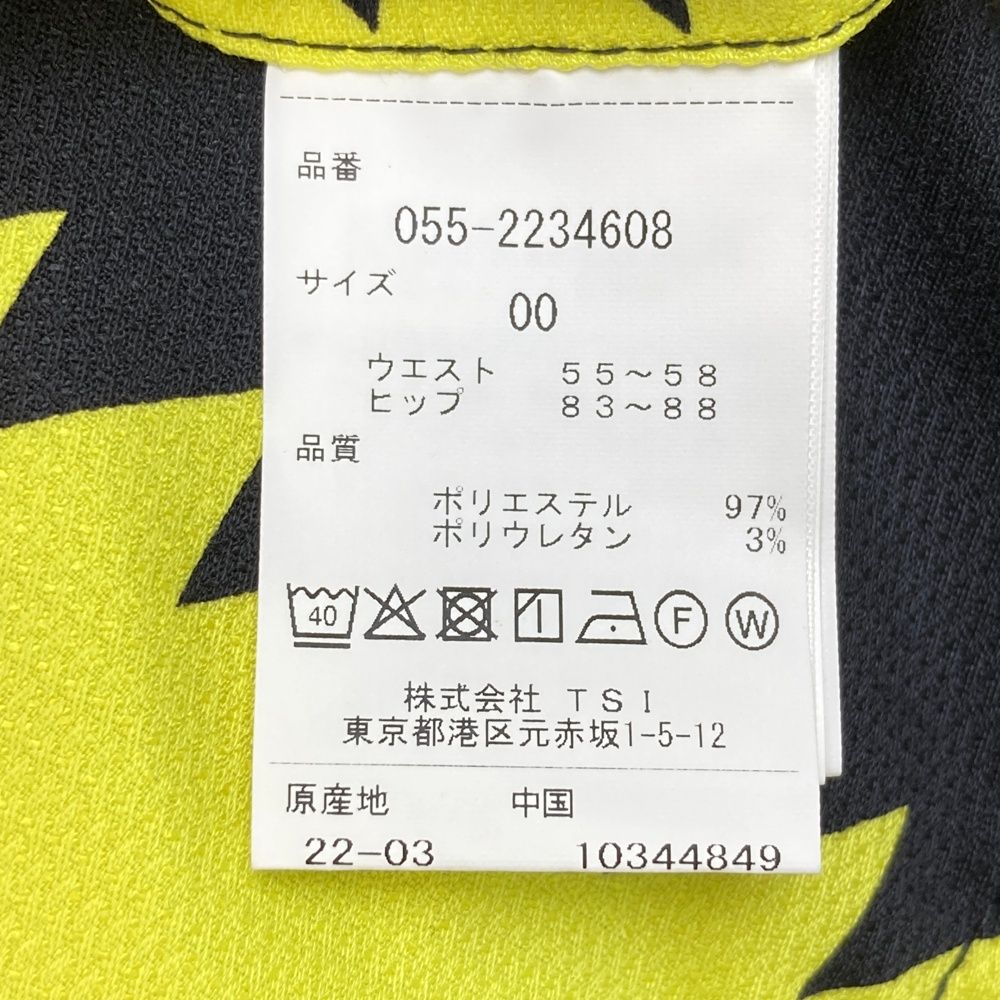 品番
055-2234608
サイズ
00
ウエスト 55～58
ヒップ 83～88
品質
ポリエステル 97%
ポリウレタン 3%
40 F W
株式会社 TSI
東京都港区元赤坂1-5-12
原産地 中国
22-03 10344849